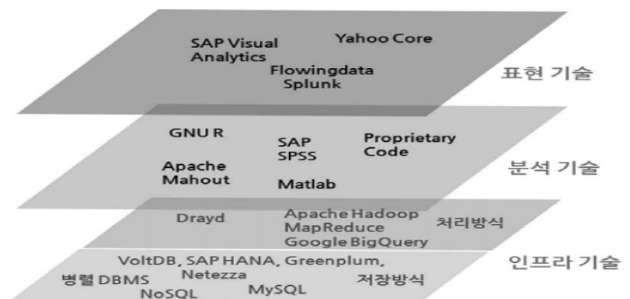 SAP Visual Analytics
Yahoo Core
Flowingdata
Splunk
표현 기술
GNU R
SAP
SPSS
Proprietary Code
Apache Mahout
Matlab
분석 기술
Drayd
Apache Hadoop
MapReduce
Google BigQuery
처리방식
VoltDB, SAP HANA, Greenplum,
Netezza
병렬 DBMS
저장방식
NoSQL
MySQL
인프라 기술